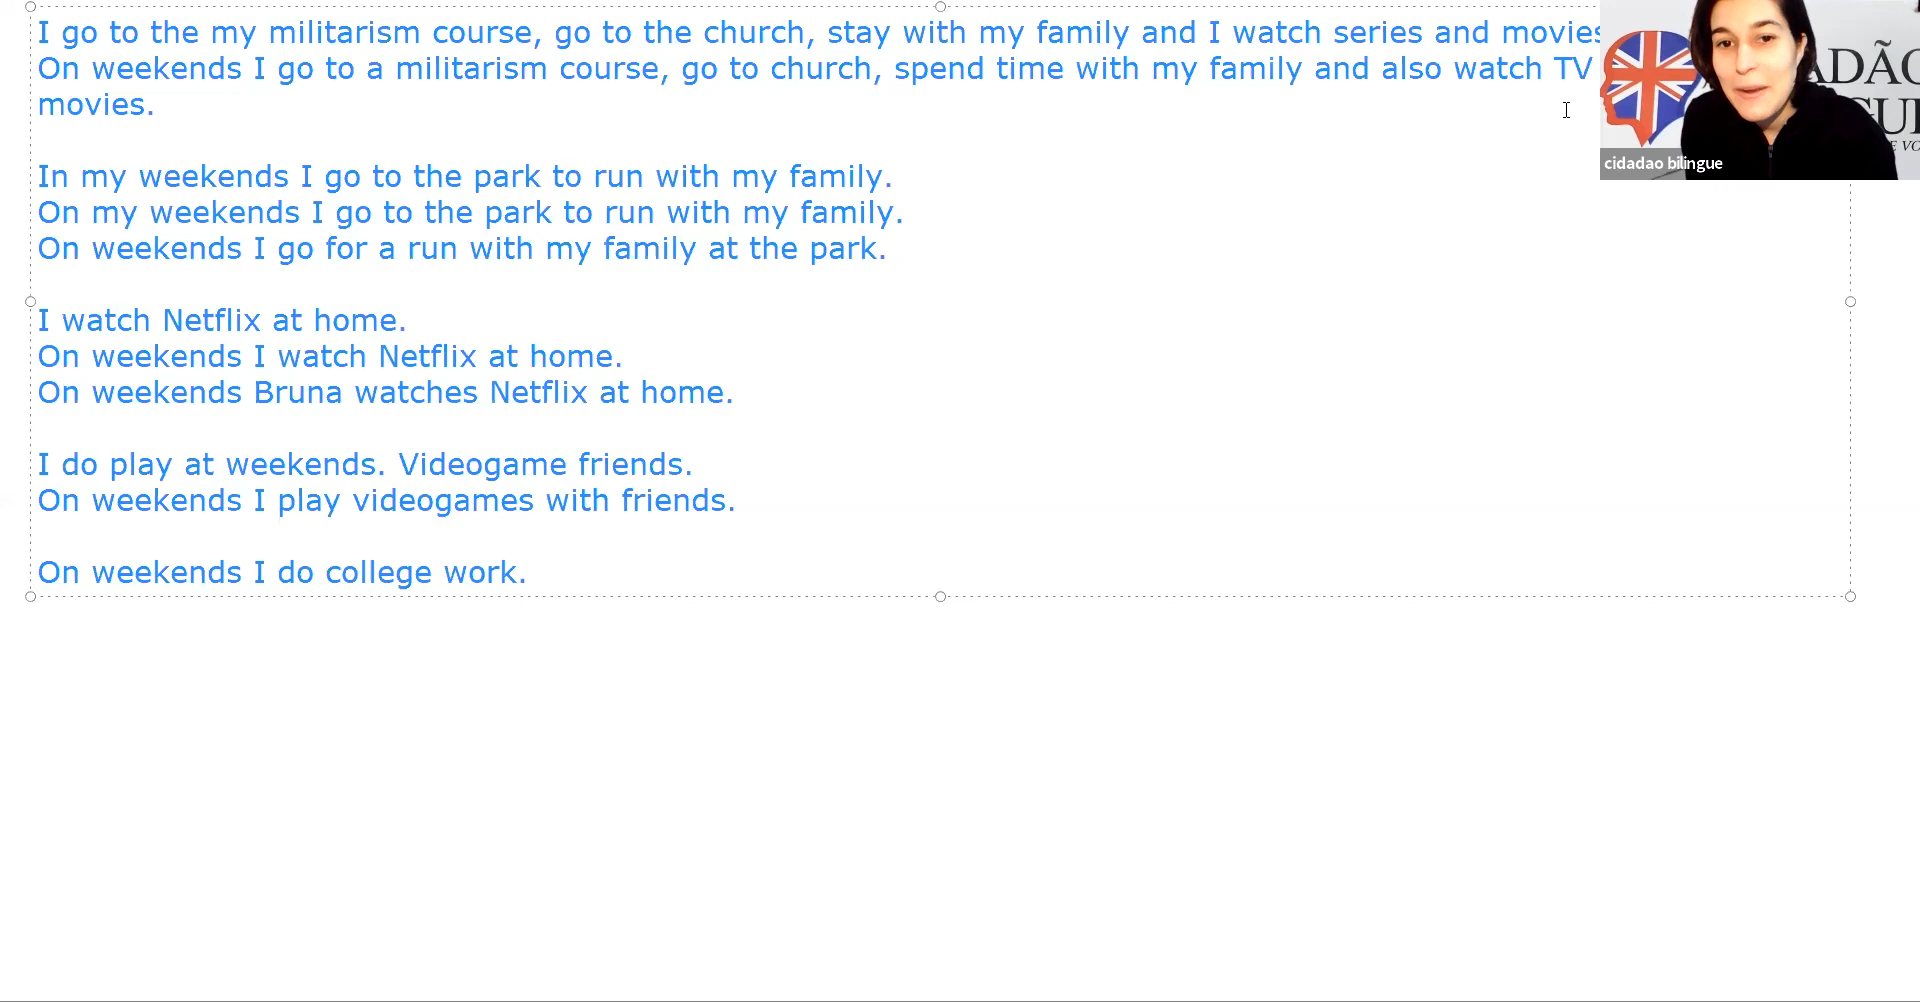 I go to the my militarism course, go to the church, stay with my family and I watch series and movies
On weekends I go to a militarism course, go to church, spend time with my family and also watch TV
movies.
In my weekends I go to the park to run with my family.
On my weekends I go to the park to run with my family.
On weekends I go for a run with my family at the park.
I watch Netflix at home.
On weekends I watch Netflix at home.
On weekends Bruna watches Netflix at home.
I do play at weekends. Videogame friends.
On weekends I play videogames with friends.
On weekends I do college work.
cidadao bilingue